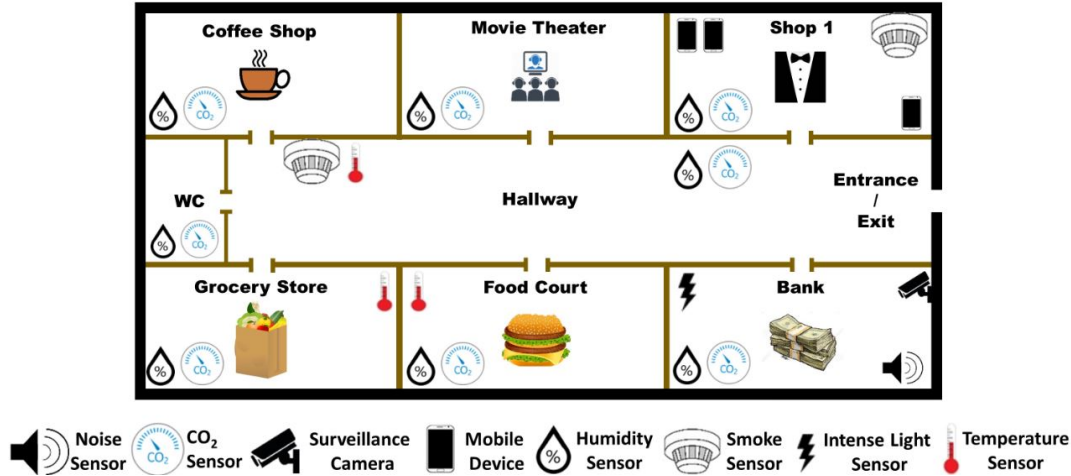 Coffee Shop
Movie Theater
Shop 1
% CO2
% CO2
% CO2
% CO2
WC
Hallway
Entrance
/
Exit
% CO2
Grocery Store
Food Court
Bank
% CO2
% CO2
% CO2
Noise
Sensor
CO2
CO2
Sensor
Surveillance
Camera
Mobile
Device
%
Humidity
Sensor
Smoke
Sensor
Intense Light
Sensor
Temperature
Sensor